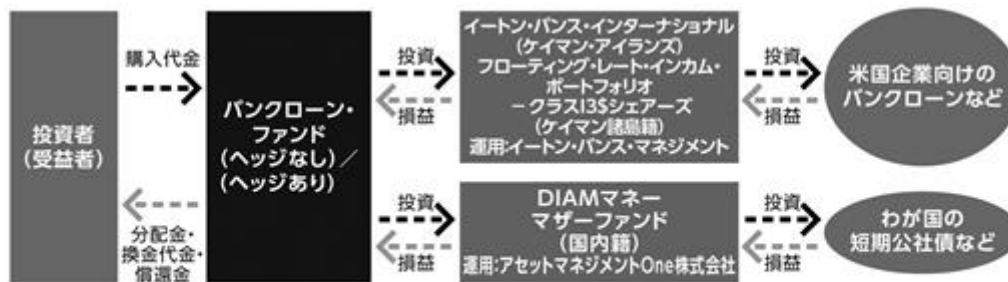 投資者
(受益者)
購入代金
分配金・
換金代金・
償還金
バンクローン・
ファンド
(ヘッジなし)/
(ヘッジあり)
投資
損益
イートン・バンス・インターナショナル
(ケイマン・アイランズ)
フローティング・レート・インカム・
ポートフォリオ
-クラスI3Sシェアーズ
(ケイマン諸島籍)
運用:イートン・バンス・マネジメント
投資
損益
米国企業向けの
バンクローンなど
投資
損益
DIAMマネー
マザーファンド
(国内籍)
運用:アセットマネジメントOne株式会社
投資
損益
わが国の
短期公社債など